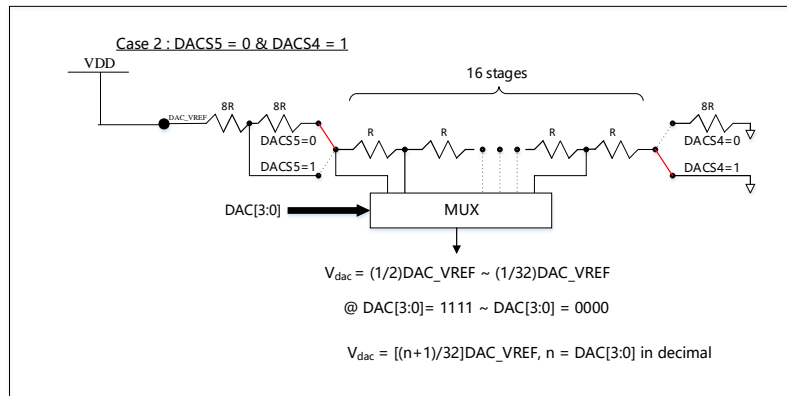 Case 2 : DACS5 = 0 & DACS4 = 1
VDD
16 stages
8R
8R
8R
DAC_VREF
R
R
R
R
DACS5=0
DACS4=0
DACS5=1
DACS4=1
DAC[3:0]
MUX
Vdac = (1/2)DAC_VREF ~ (1/32)DAC_VREF
@ DAC[3:0]= 1111 ~ DAC[3:0] = 0000
Vdac = [(n+1)/32]DAC_VREF, n = DAC[3:0] in decimal